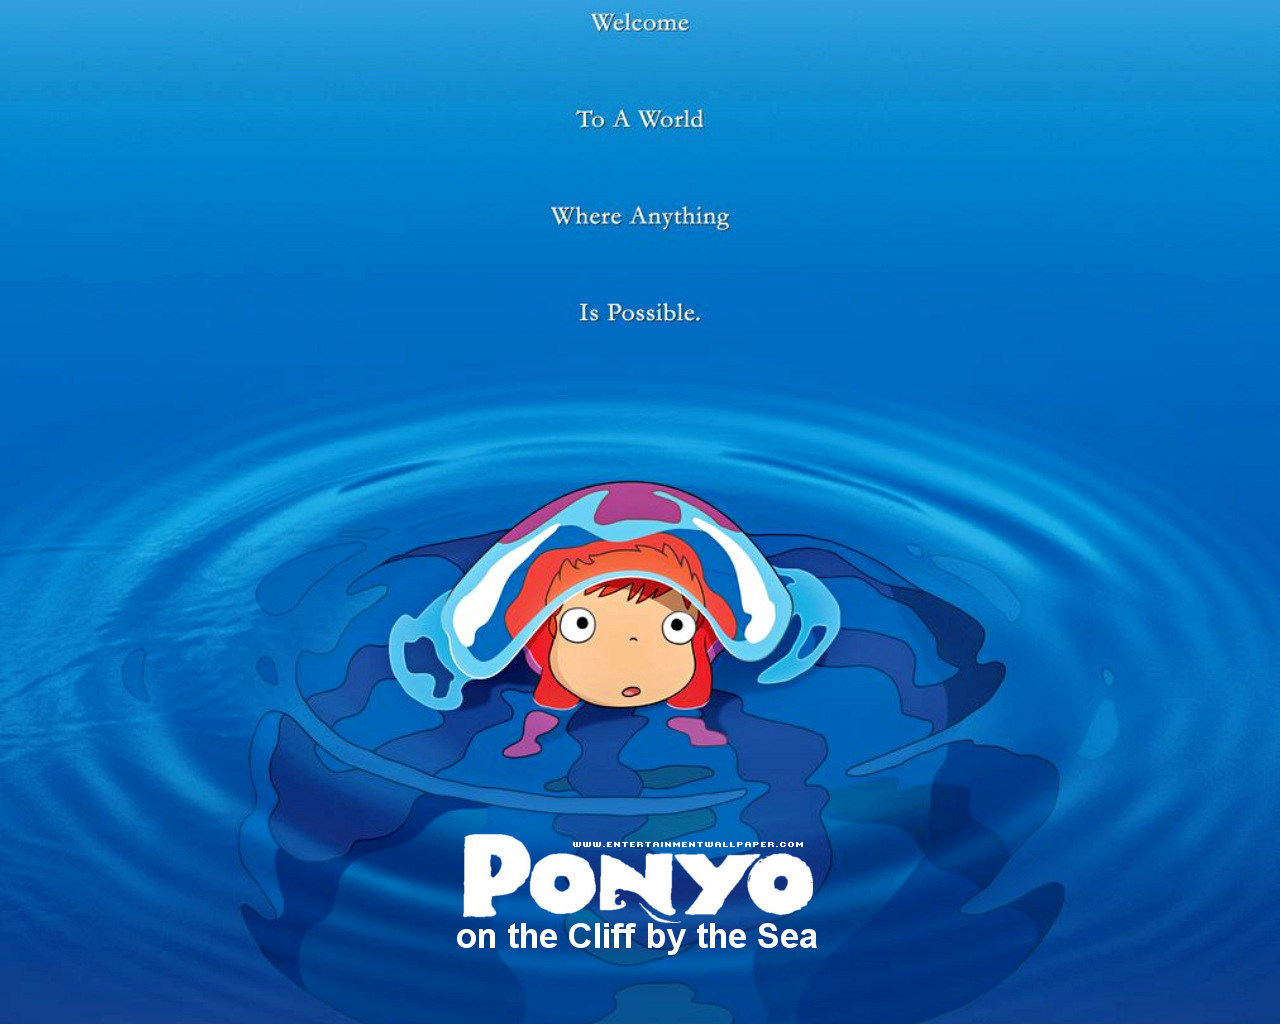 Welcome
To A World
Where Anything
Is Possible.
WWW.ENTERTAINMENTWALLPAPER.COM
PONYO
on the Cliff by the Sea